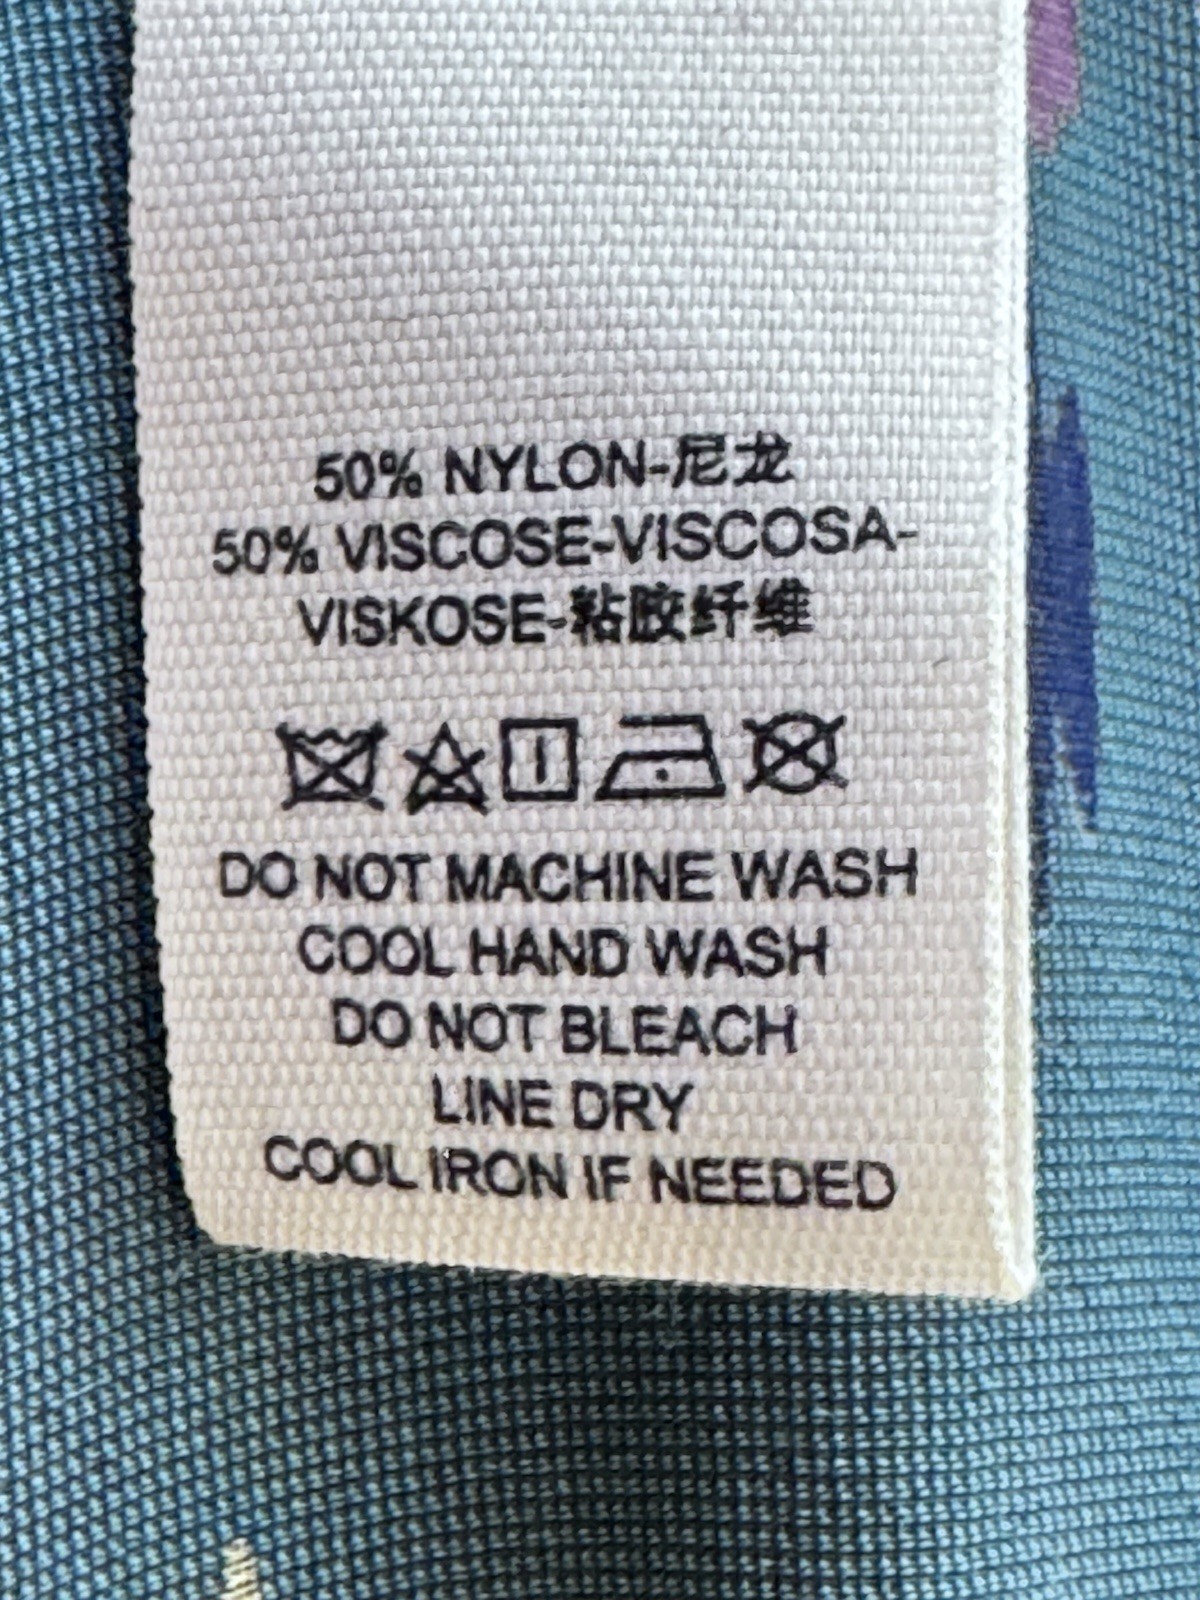 50% NYLON-尼龙
50% VISCOSE-VISCOSA-
VISKOSE-粘胶纤维
DO NOT MACHINE WASH
COOL HAND WASH
DO NOT BLEACH
LINE DRY
COOL IRON IF NEEDED